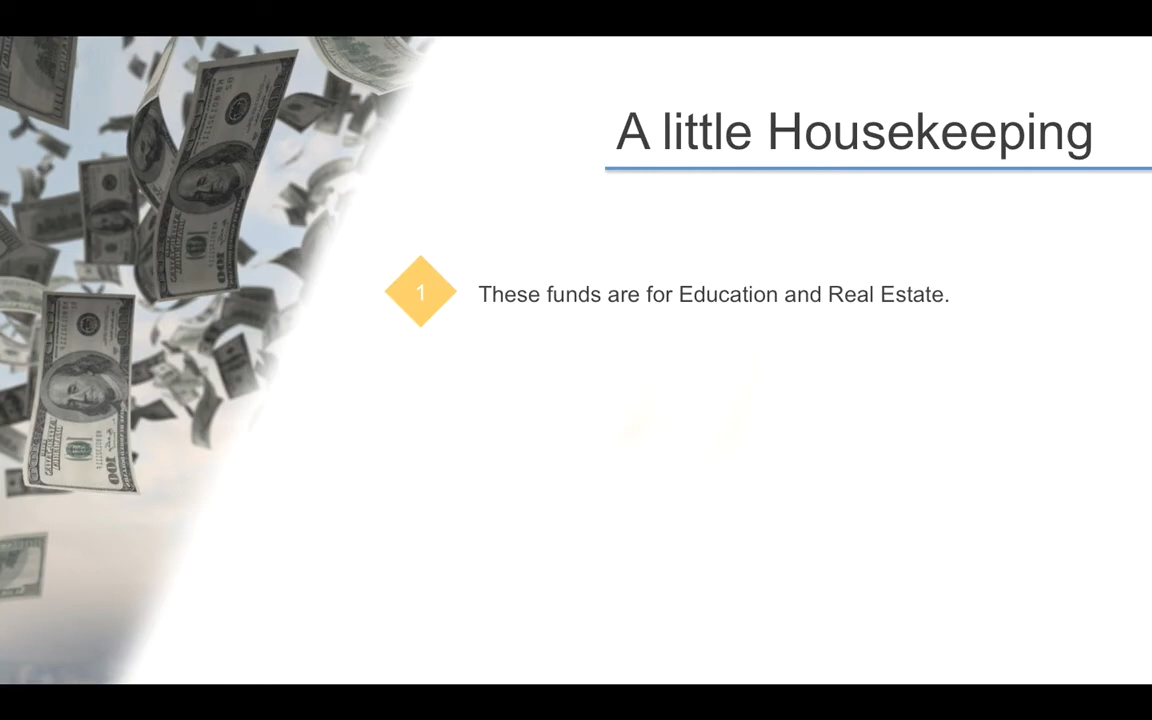 A little Housekeeping
1 These funds are for Education and Real Estate.